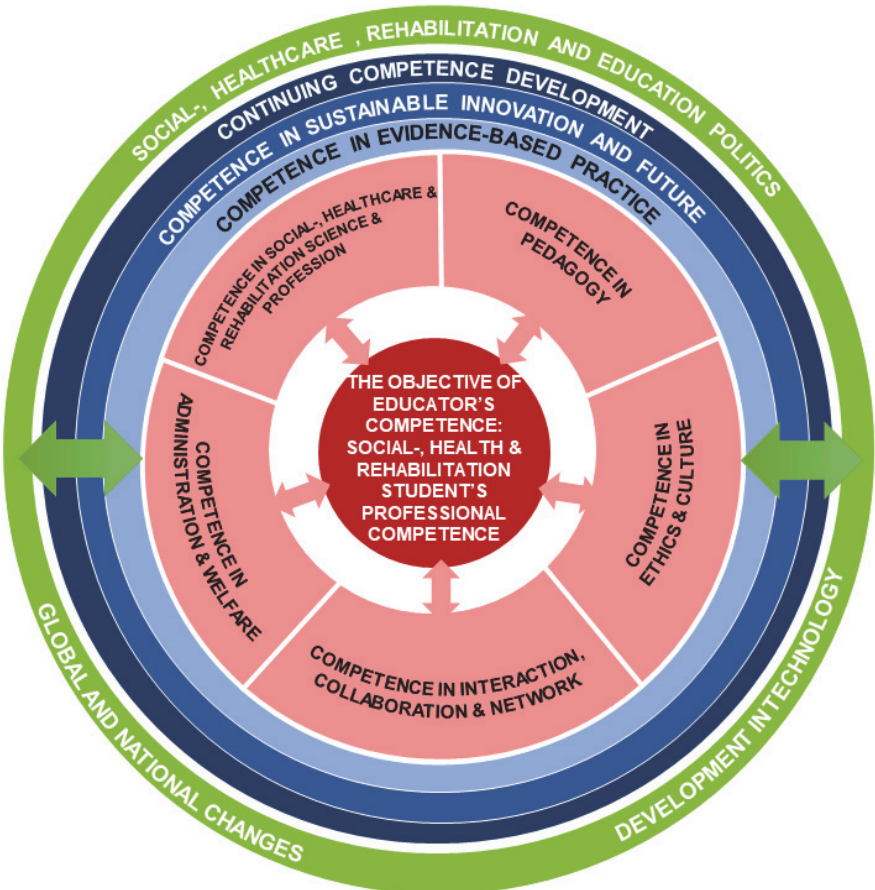 SOCIAL-, HEALTHCARE , REHABILITATION AND EDUCATION POLITICS
CONTINUING COMPETENCE DEVELOPMENT
COMPETENCE IN SUSTAINABLE INNOVATION AND FUTURE
COMPETENCE IN EVIDENCE-BASED PRACTICE
COMPETENCE IN SOCIAL-, HEALTHCARE &
REHABILITATION SCIENCE &
PROFESSION
COMPETENCE IN
PEDAGOGY
THE OBJECTIVE OF
EDUCATOR'S
COMPETENCE:
SOCIAL-, HEALTH &
REHABILITATION
STUDENT'S
PROFESSIONAL
COMPETENCE
COMPETENCE IN
ADMINISTRATION & WELFARE
COMPETENCE IN
ETHICS & CULTURE
COMPETENCE IN INTERACTION,
COLLABORATION & NETWORK
GLOBAL AND NATIONAL CHANGES
DEVELOPMENT IN TECHNOLOGY